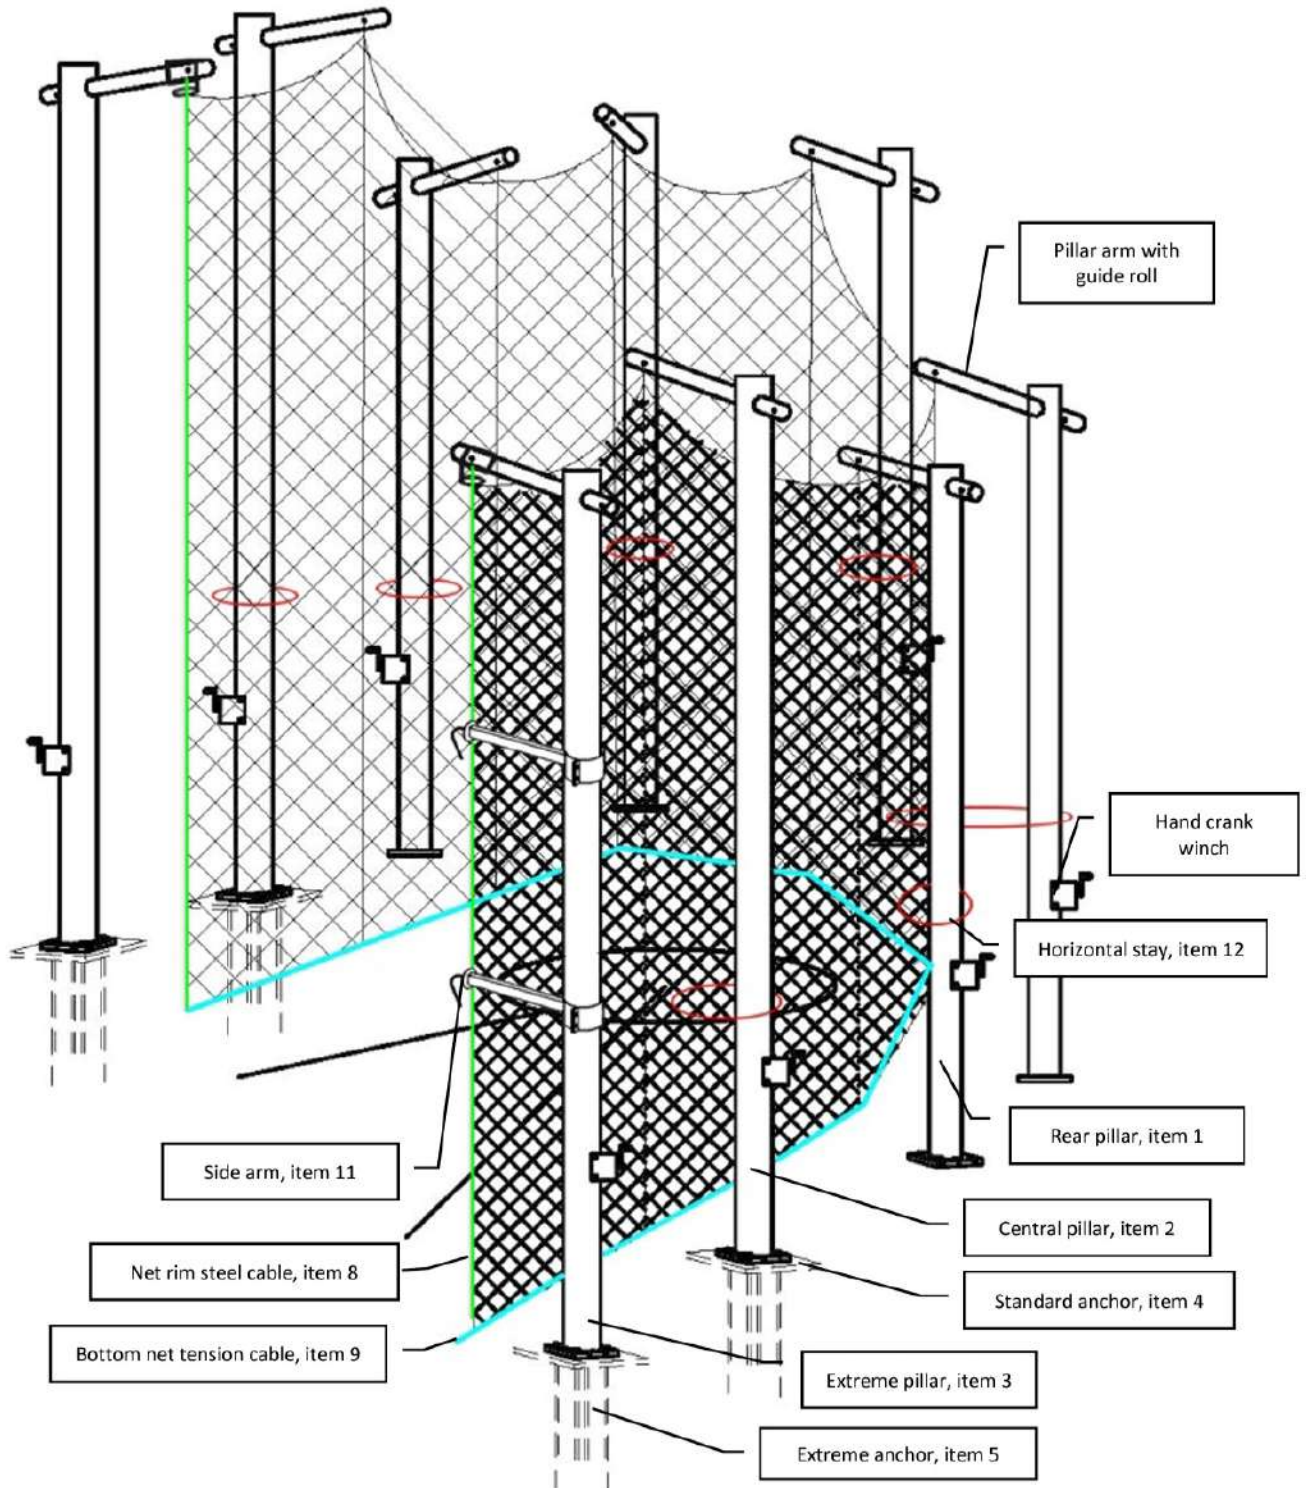 Pillar arm with
guide roll
Hand crank
winch
Horizontal stay, item 12
Rear pillar, item 1
Side arm, item 11
Central pillar, item 2
Net rim steel cable, item 8
Standard anchor, item 4
Bottom net tension cable, item 9
Extreme pillar, item 3
Extreme anchor, item 5